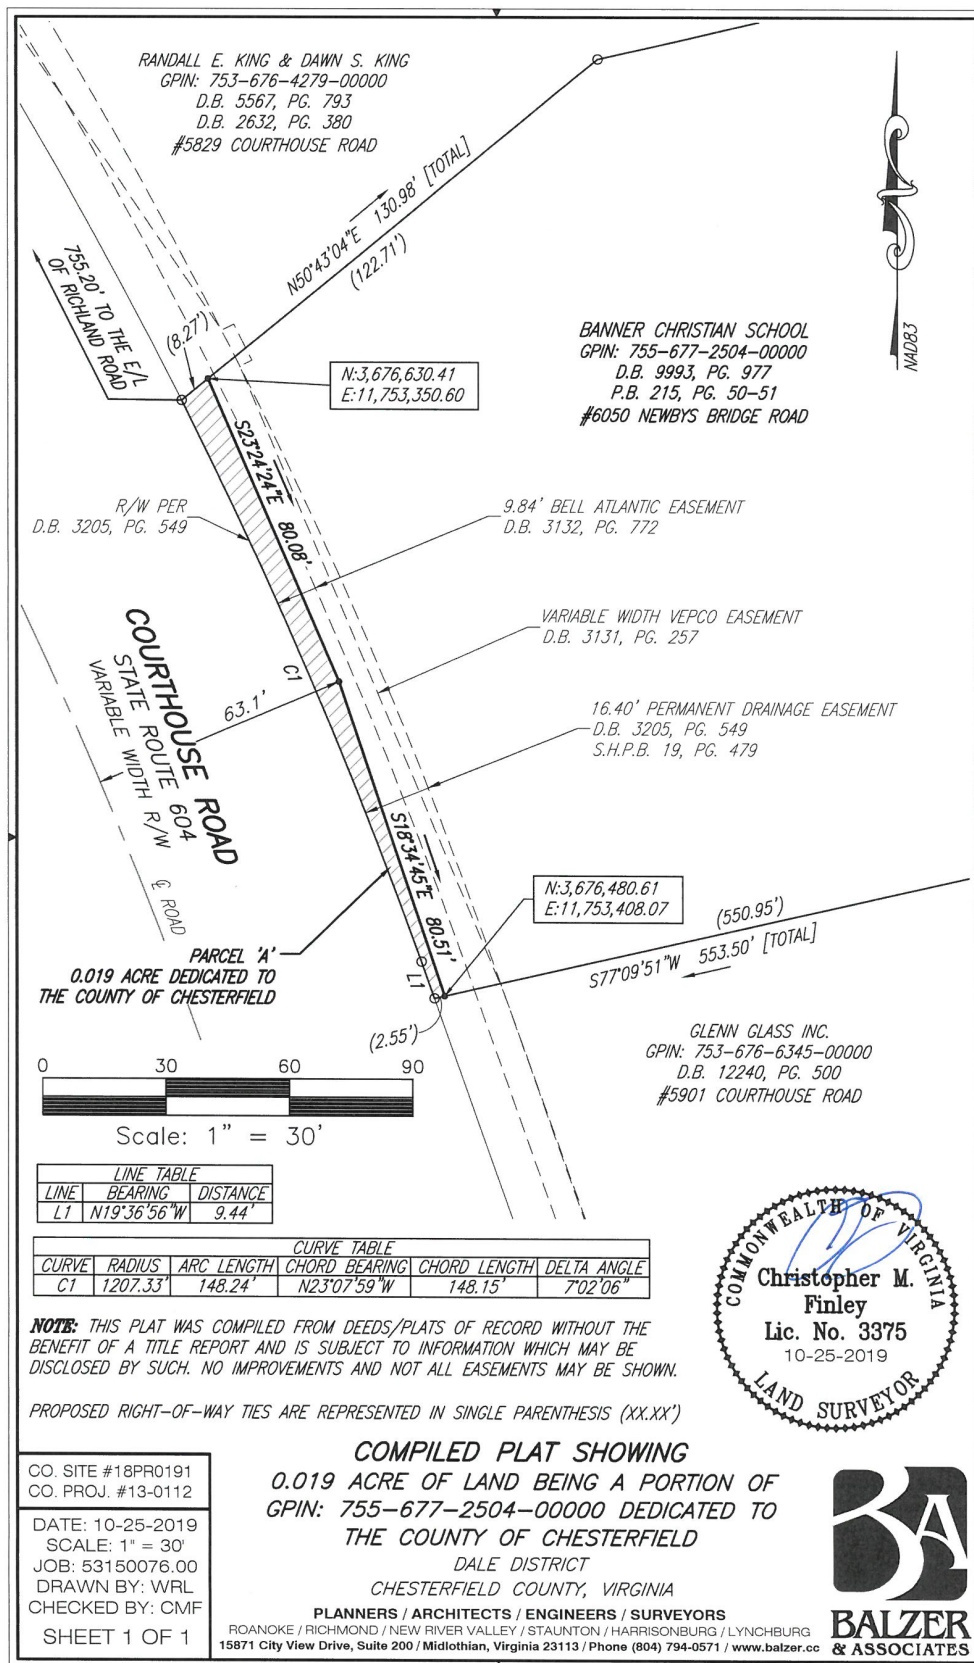 RANDALL E. KING & DAWN S. KING
GPIN: 753-676-4279-00000
D.B. 5567, PG. 793
D.B. 2632, PG. 380
#5829 COURTHOUSE ROAD
N50°43'04"E 130.98' [TOTAL]
(122.71')
755.20' TO THE E/L
OF RICHLAND ROAD
(8.27')
NAD83
BANNER CHRISTIAN SCHOOL
GPIN: 755-677-2504-00000
D.B. 9993, PG. 977
P.B. 215, PG. 50-51
#6050 NEWBYS BRIDGE ROAD
N:3,676,630.41
E:11,753,350.60
S23°24'24"E 80.08'
R/W PER
D.B. 3205, PG. 549
9.84' BELL ATLANTIC EASEMENT
D.B. 3132, PG. 772
VARIABLE WIDTH VEPCO EASEMENT
D.B. 3131, PG. 257
C1
63.1'
16.40' PERMANENT DRAINAGE EASEMENT
D.B. 3205, PG. 549
S.H.P.B. 19, PG. 479
COURTHOUSE ROAD
STATE ROUTE 604
VARIABLE WIDTH R/W
℄ ROAD
S18°34'45"E 80.51'
N:3,676,480.61
E:11,753,408.07
(550.95')
S77°09'51"W 553.50' [TOTAL]
PARCEL 'A'
0.019 ACRE DEDICATED TO
THE COUNTY OF CHESTERFIELD
L1
(2.55')
GLENN GLASS INC.
GPIN: 753-676-6345-00000
D.B. 12240, PG. 500
#5901 COURTHOUSE ROAD
0 30 60 90
Scale: 1" = 30'
LINE TABLE
LINE BEARING DISTANCE
L1 N19°36'56"W 9.44'
CURVE TABLE
CURVE RADIUS ARC LENGTH CHORD BEARING CHORD LENGTH DELTA ANGLE
C1 1207.33' 148.24' N23°07'59"W 148.15' 7°02'06"
COMMONWEALTH OF VIRGINIA
Christopher M.
Finley
Lic. No. 3375
10-25-2019
LAND SURVEYOR
NOTE: THIS PLAT WAS COMPILED FROM DEEDS/PLATS OF RECORD WITHOUT THE
BENEFIT OF A TITLE REPORT AND IS SUBJECT TO INFORMATION WHICH MAY BE
DISCLOSED BY SUCH. NO IMPROVEMENTS AND NOT ALL EASEMENTS MAY BE SHOWN.
PROPOSED RIGHT-OF-WAY TIES ARE REPRESENTED IN SINGLE PARENTHESIS (XX.XX')
CO. SITE #18PR0191
CO. PROJ. #13-0112
DATE: 10-25-2019
SCALE: 1" = 30'
JOB: 53150076.00
DRAWN BY: WRL
CHECKED BY: CMF
SHEET 1 OF 1
COMPILED PLAT SHOWING
0.019 ACRE OF LAND BEING A PORTION OF
GPIN: 755-677-2504-00000 DEDICATED TO
THE COUNTY OF CHESTERFIELD
DALE DISTRICT
CHESTERFIELD COUNTY, VIRGINIA
PLANNERS / ARCHITECTS / ENGINEERS / SURVEYORS
ROANOKE / RICHMOND / NEW RIVER VALLEY / STAUNTON / HARRISONBURG / LYNCHBURG
15871 City View Drive, Suite 200 / Midlothian, Virginia 23113 / Phone (804) 794-0571 / www.balzer.cc
BA
BALZER
& ASSOCIATES